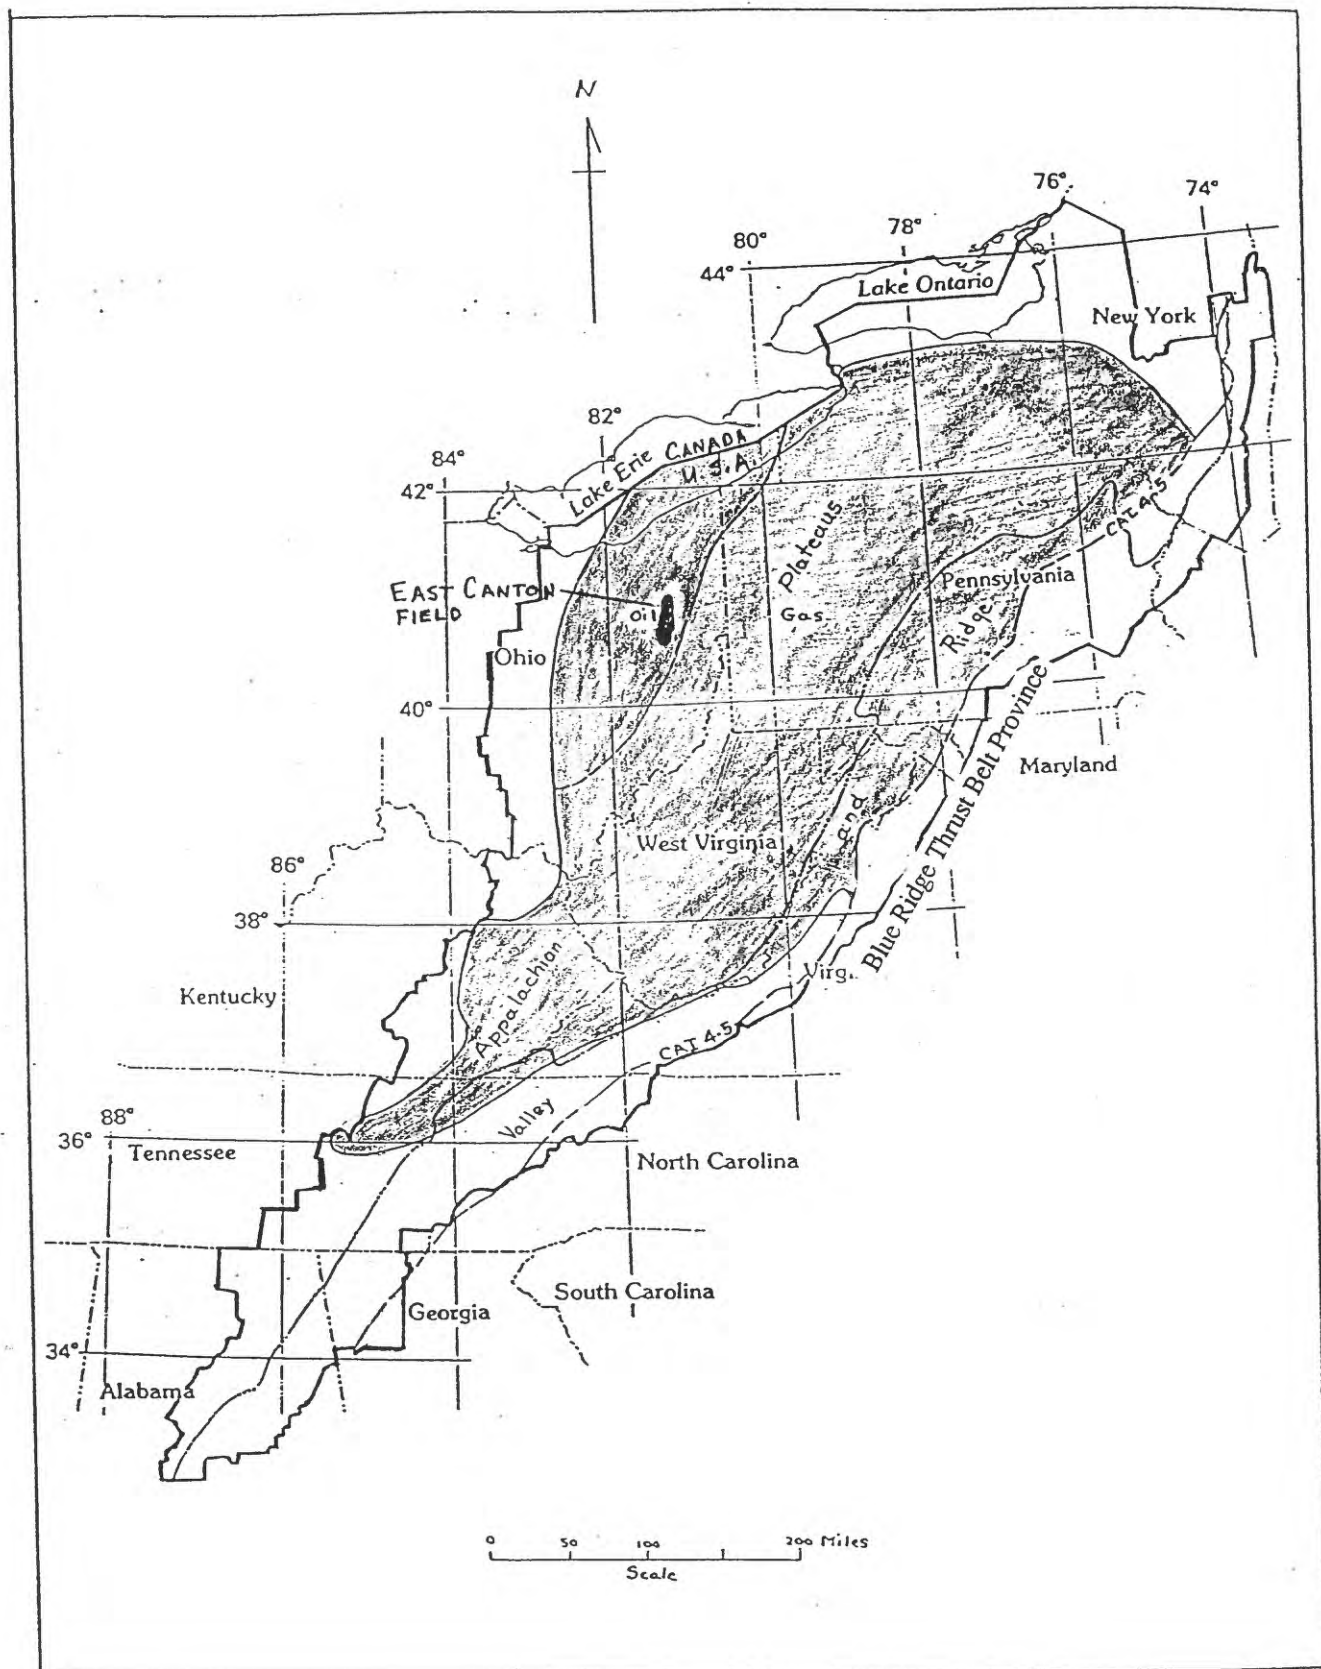 N
76°
74°
78°
80°
44°
Lake Ontario
New York
82°
84°
42°
Lake Erie
CANADA
U.S.A.
CAT 4-5
Plateaus
Gas
Pennsylvania
EAST CANTON
FIELD
Oil
Ridge
Ohio
40°
Maryland
and
West Virginia
86°
38°
Blue Ridge Thrust Belt Province
Virg.
Kentucky
Appalachian
CAT 4-5
88°
36°
Valley
Tennessee
North Carolina
South Carolina
Georgia
34°
Alabama
0 50 100 200 Miles
Scale